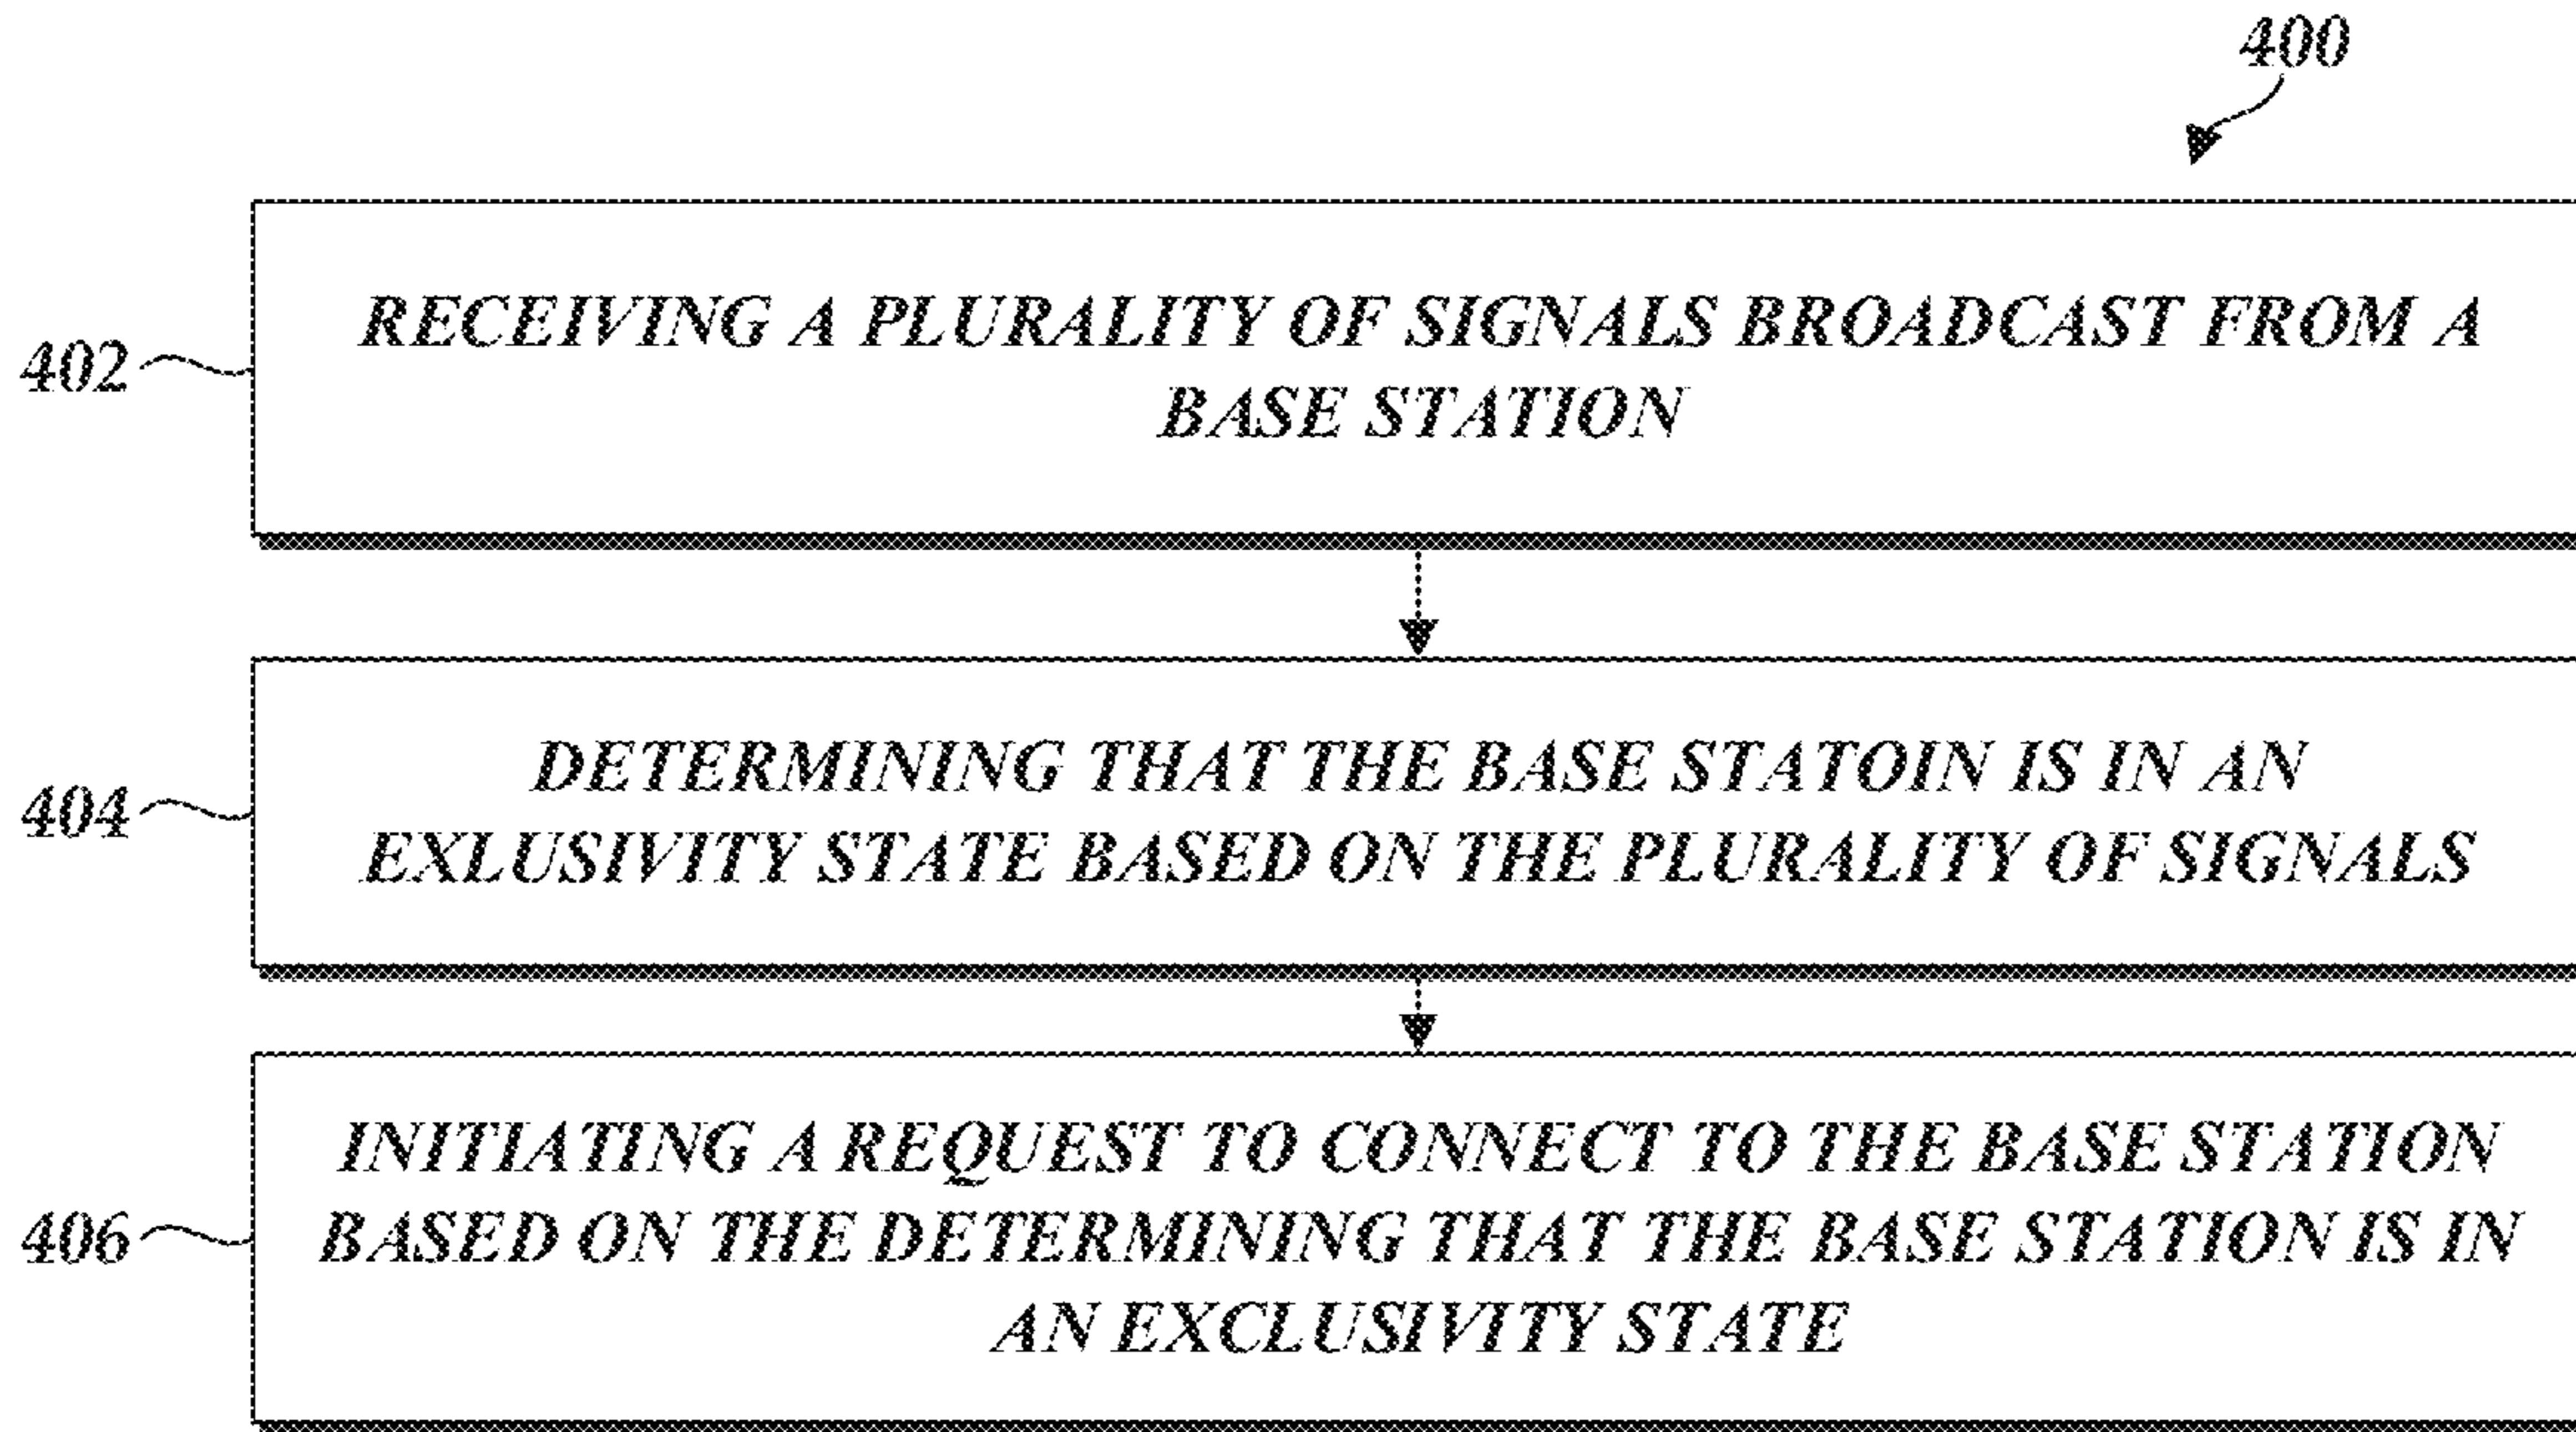 400
402
RECEIVING A PLURALITY OF SIGNALS BROADCAST FROM A
BASE STATION
404
DETERMINING THAT THE BASE STATOIN IS IN AN
EXLUSIVITY STATE BASED ON THE PLURALITY OF SIGNALS
406
INITIATING A REQUEST TO CONNECT TO THE BASE STATION
BASED ON THE DETERMINING THAT THE BASE STATION IS IN
AN EXCLUSIVITY STATE